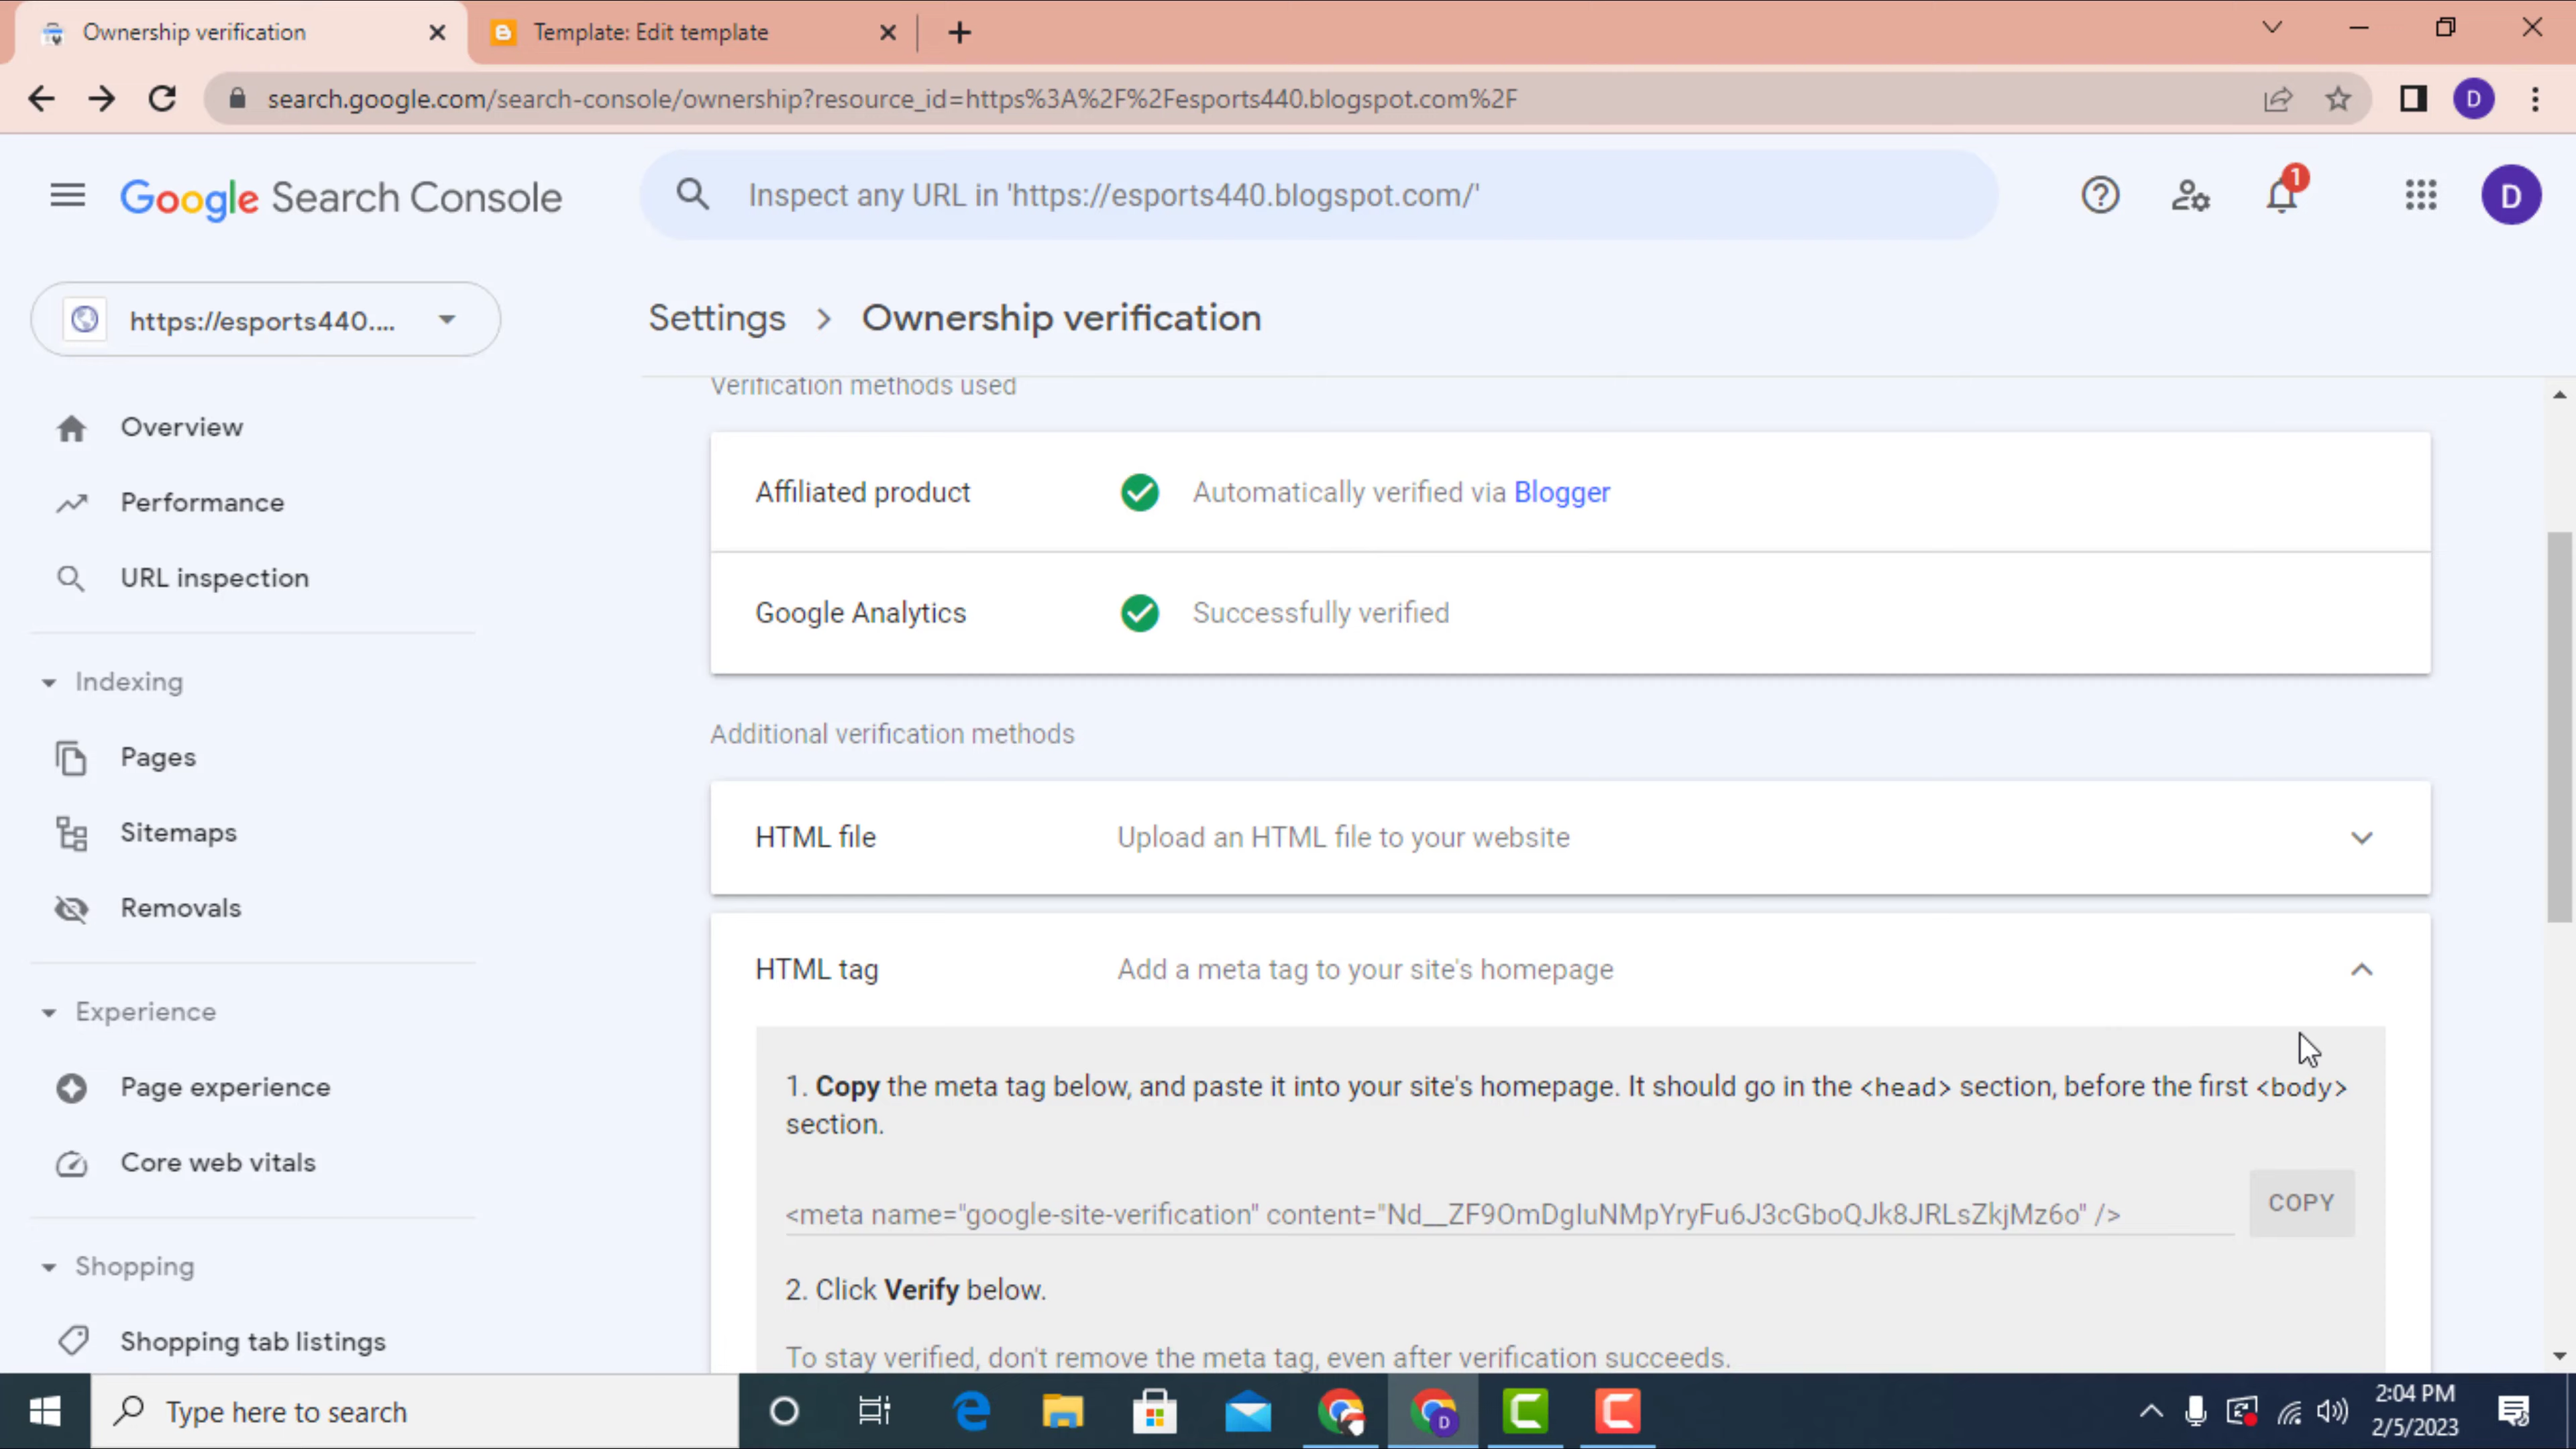 Ownership verification
Template: Edit template
search.google.com/search-console/ownership?resource_id=https%3A%2F%2Fesports440.blogspot.com%2F
D
Google Search Console
Inspect any URL in 'https://esports440.blogspot.com/'
1
D
https://esports440....
Settings > Ownership verification
Overview
Performance
URL inspection
Indexing
Pages
Sitemaps
Removals
Experience
Page experience
Core web vitals
Shopping
Shopping tab listings
Verification methods used
Affiliated product
Automatically verified via Blogger
Google Analytics
Successfully verified
Additional verification methods
HTML file
Upload an HTML file to your website
HTML tag
Add a meta tag to your site's homepage
1. Copy the meta tag below, and paste it into your site's homepage. It should go in the <head> section, before the first <body>
section.
<meta name="google-site-verification" content="Nd__ZF9OmDgIuNMpYryFu6J3cGboQJk8JRLsZkjMz6o" />
COPY
2. Click Verify below.
To stay verified, don't remove the meta tag, even after verification succeeds.
Type here to search
D
2:04 PM
2/5/2023